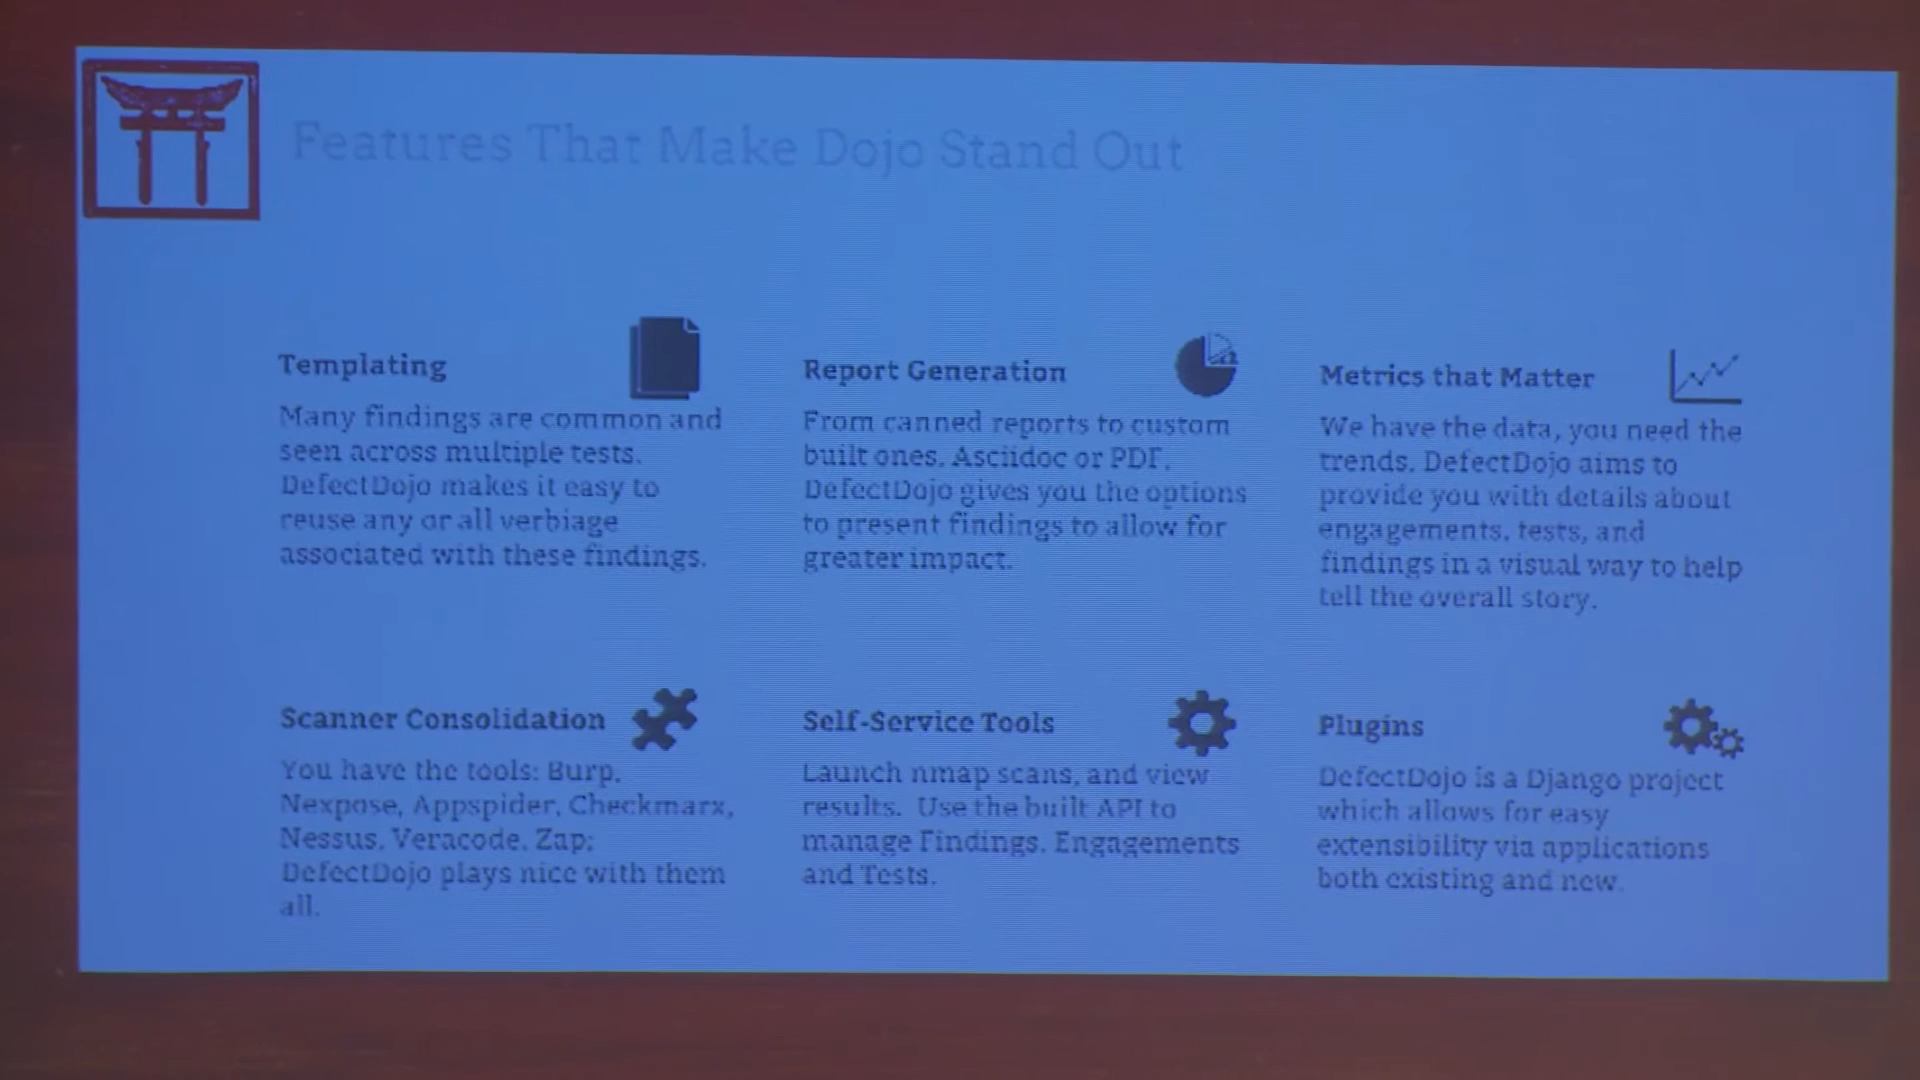 Features That Make Dojo Stand Out
Templating
Many findings are common and
seen across multiple tests.
DefectDojo makes it easy to
reuse any or all verbiage
associated with these findings.
Report Generation
From canned reports to custom
built ones. Asciidoc or PDF.
DefectDojo gives you the options
to present findings to allow for
greater impact.
Metrics that Matter
We have the data, you need the
trends. DefectDojo aims to
provide you with details about
engagements, tests, and
findings in a visual way to help
tell the overall story.
Scanner Consolidation
You have the tools: Burp,
Nexpose, Appspider, Checkmarx,
Nessus, Veracode, Zap;
DefectDojo plays nice with them
all.
Self-Service Tools
Launch nmap scans, and view
results. Use the built API to
manage Findings, Engagements
and Tests.
Plugins
DefectDojo is a Django project
which allows for easy
extensibility via applications
both existing and new.